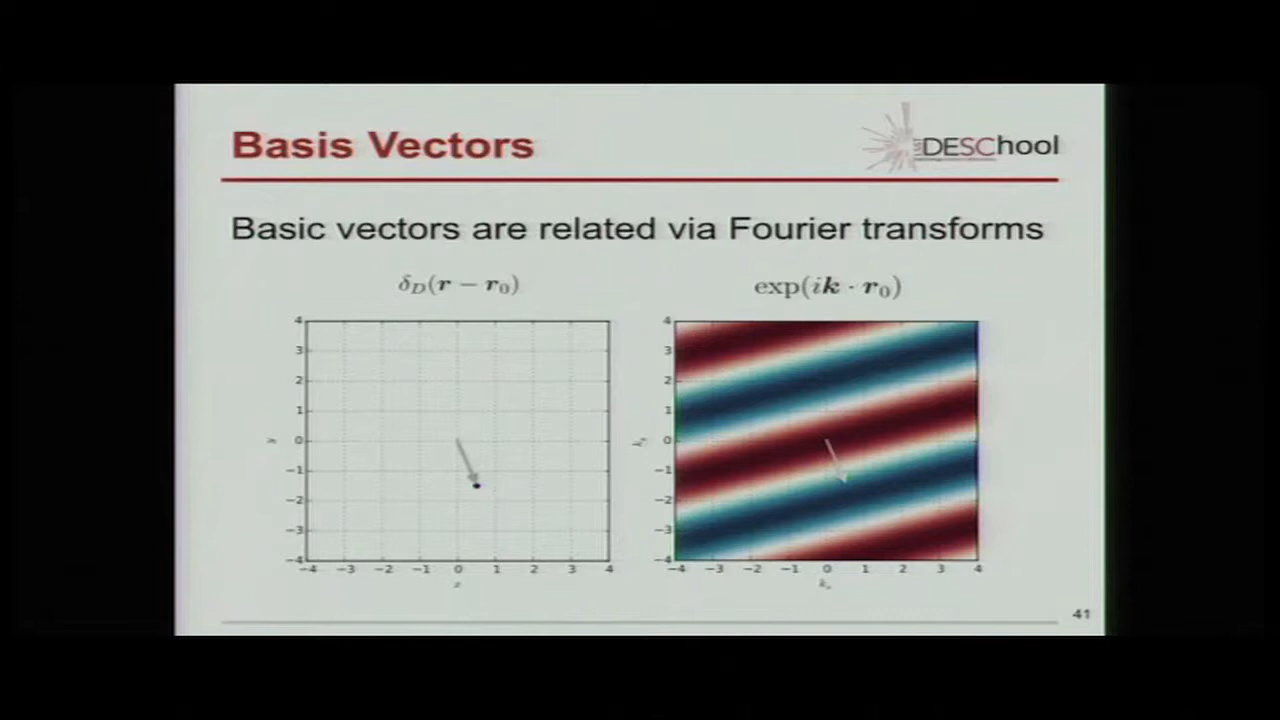 Basis Vectors
DESChool
Basic vectors are related via Fourier transforms
δ_D(r − r₀)
exp(ik · r₀)
4
3
2
1
0
−1
−2
−3
−4
−4 −3 −2 −1 0 1 2 3 4
x
4
3
2
1
0
−1
−2
−3
−4
−4 −3 −2 −1 0 1 2 3 4
41